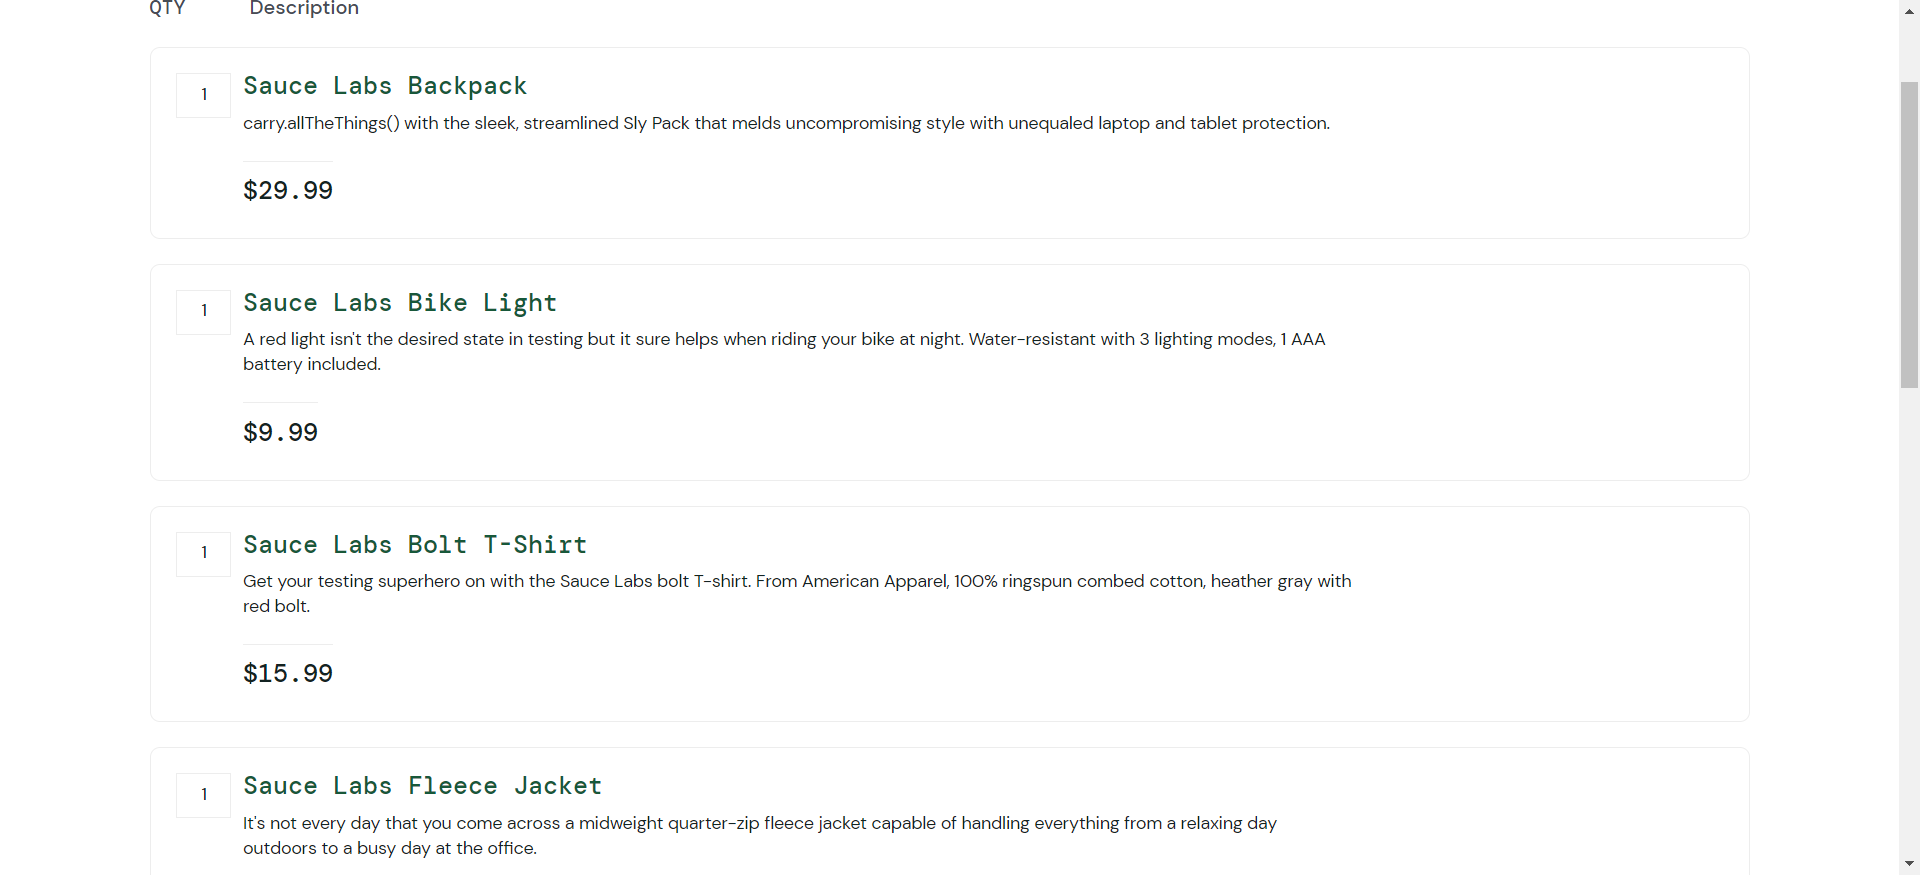 QTY Description
1 Sauce Labs Backpack
carry.allTheThings() with the sleek, streamlined Sly Pack that melds uncompromising style with unequaled laptop and tablet protection.
$29.99
1 Sauce Labs Bike Light
A red light isn't the desired state in testing but it sure helps when riding your bike at night. Water-resistant with 3 lighting modes, 1 AAA
battery included.
$9.99
1 Sauce Labs Bolt T-Shirt
Get your testing superhero on with the Sauce Labs bolt T-shirt. From American Apparel, 100% ringspun combed cotton, heather gray with
red bolt.
$15.99
1 Sauce Labs Fleece Jacket
It's not every day that you come across a midweight quarter-zip fleece jacket capable of handling everything from a relaxing day
outdoors to a busy day at the office.